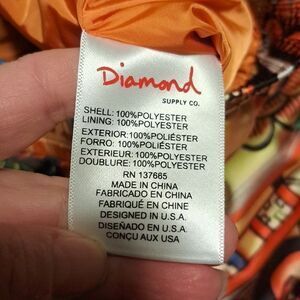 Diamond
SUPPLY CO.
SHELL: 100%POLYESTER
LINING: 100%POLYESTER
EXTERIOR:100%POLIÉSTER
FORRO: 100%POLIÉSTER
EXTERIEUR: 100%POLYESTER
DOUBLURE: 100%POLYESTER
RN 137665
MADE IN CHINA
FABRICADO EN CHINA
FABRIQUÉ EN CHINE
DESIGNED IN U.S.A.
DISEÑADO EN U.S.A.
CONÇU AUX USA